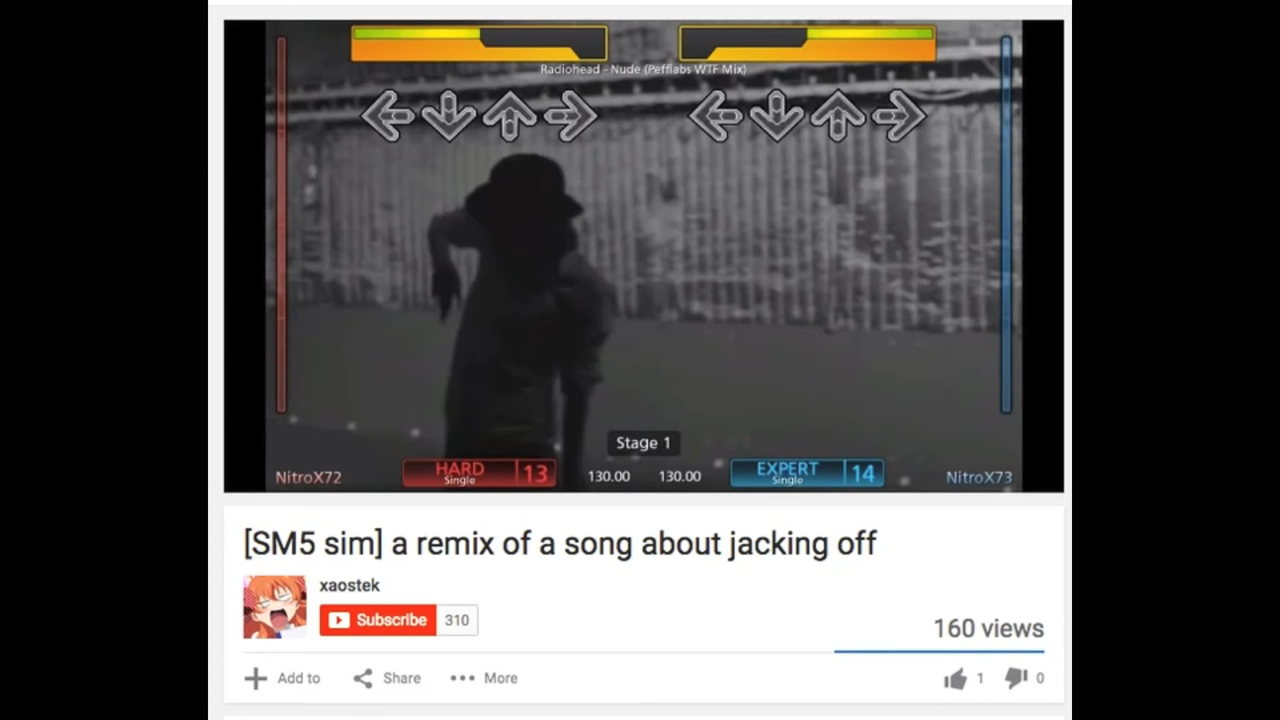 Radiohead - Nude (Pefflabs WTF Mix)
Stage 1
NitroX72
HARD
Single
13
130.00
130.00
EXPERT
Single
14
NitroX73
[SM5 sim] a remix of a song about jacking off
xaostek
Subscribe
310
160 views
Add to
Share
More
1
0